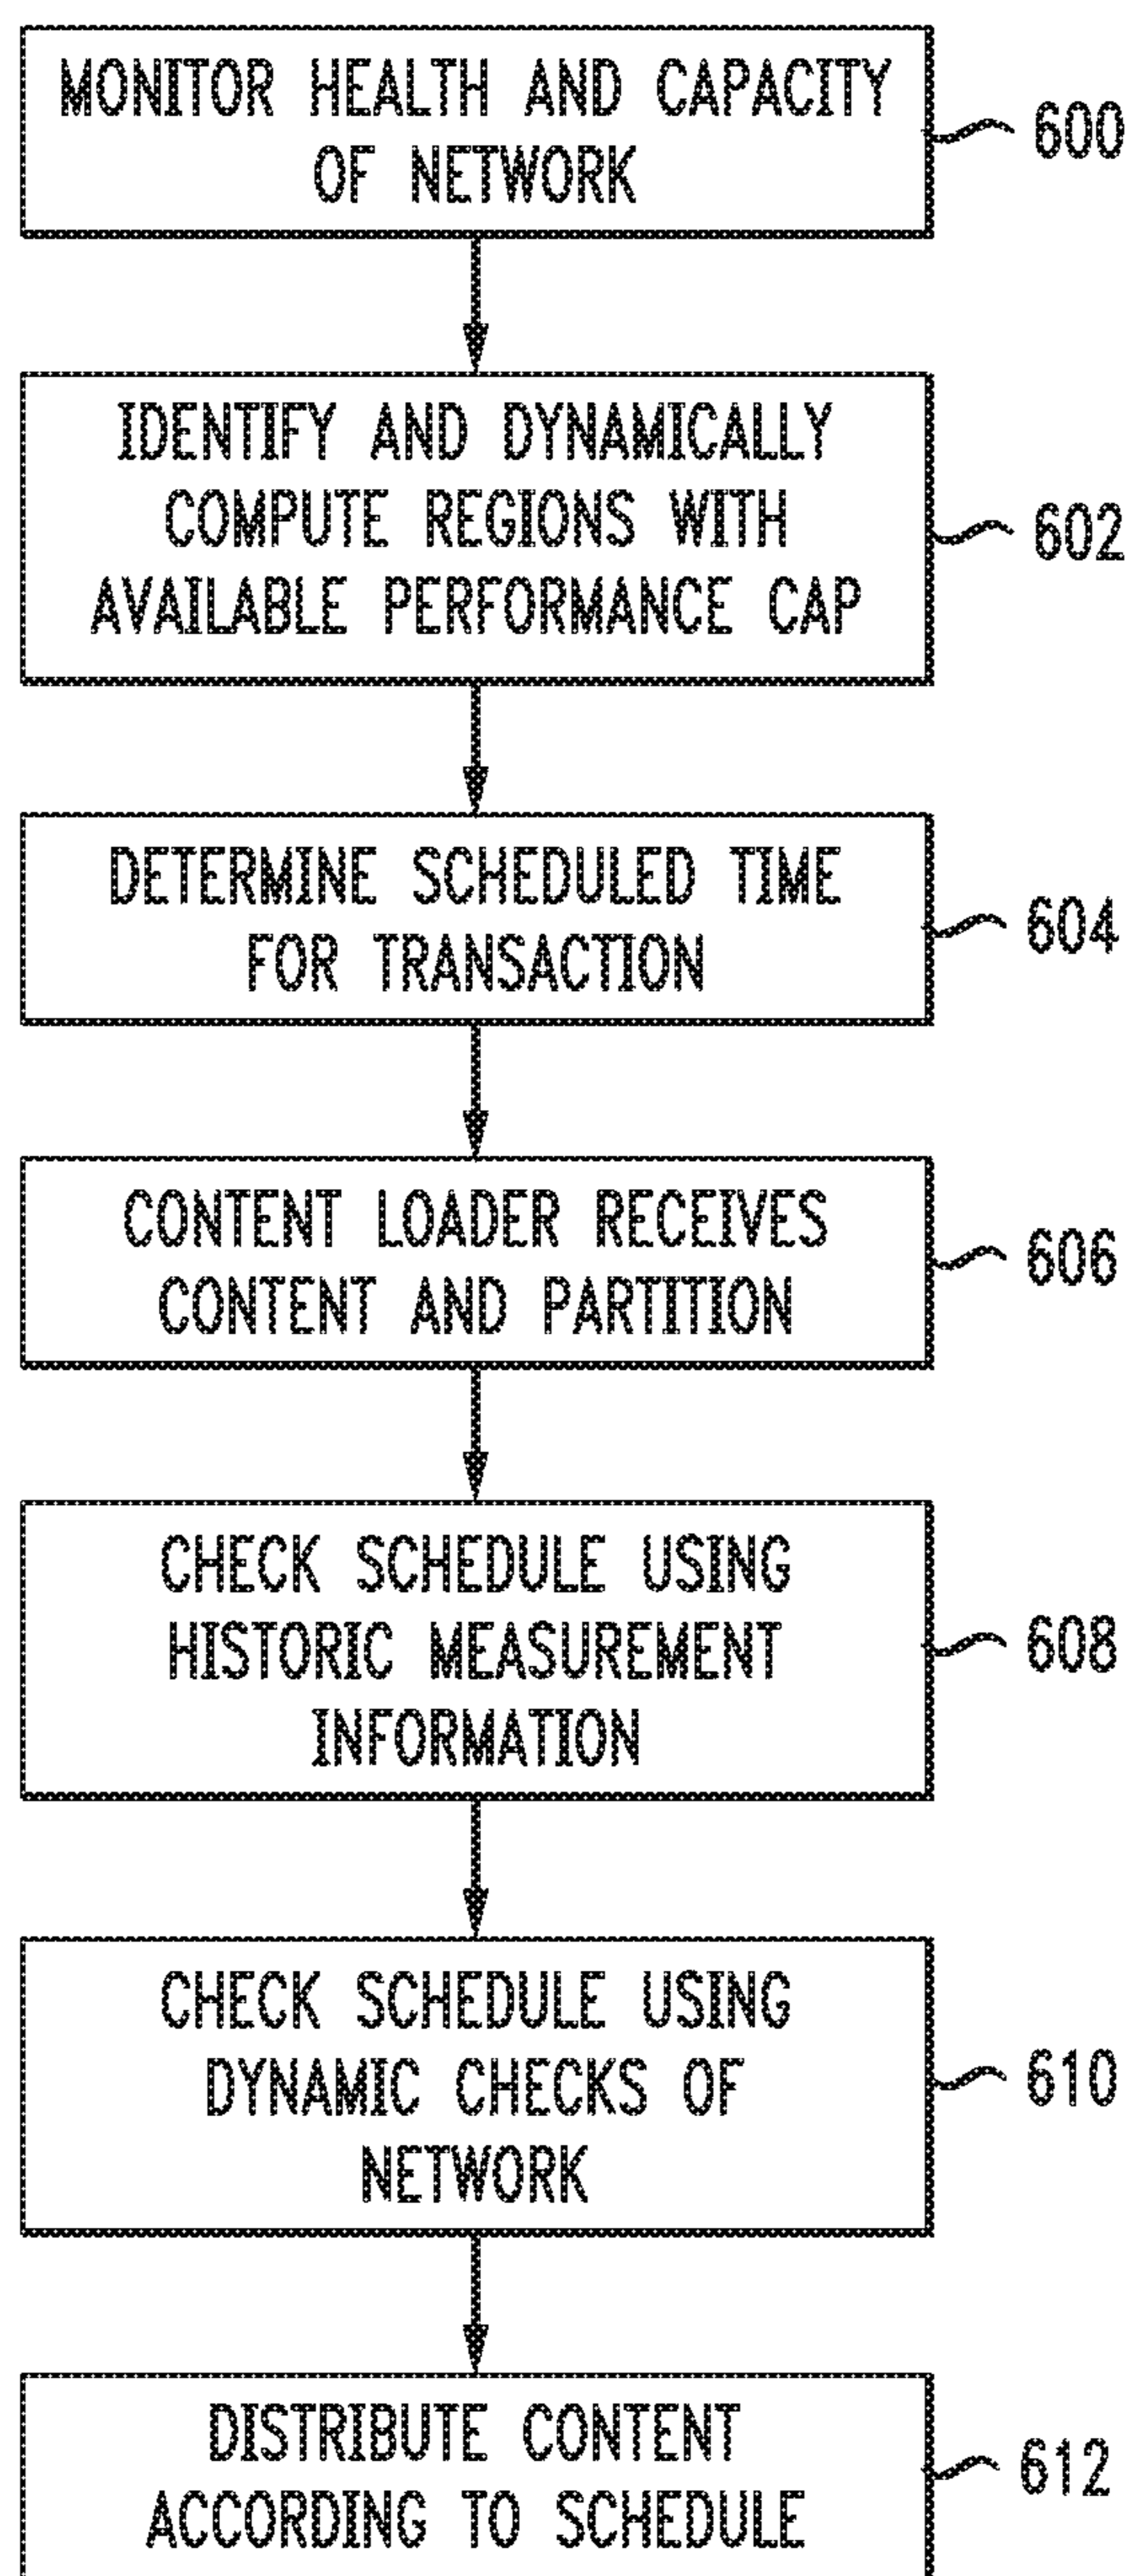 MONITOR HEALTH AND CAPACITY
OF NETWORK
600
IDENTIFY AND DYNAMICALLY
COMPUTE REGIONS WITH
AVAILABLE PERFORMANCE CAP
602
DETERMINE SCHEDULED TIME
FOR TRANSACTION
604
CONTENT LOADER RECEIVES
CONTENT AND PARTITION
606
CHECK SCHEDULE USING
HISTORIC MEASUREMENT
INFORMATION
608
CHECK SCHEDULE USING
DYNAMIC CHECKS OF
NETWORK
610
DISTRIBUTE CONTENT
ACCORDING TO SCHEDULE
612